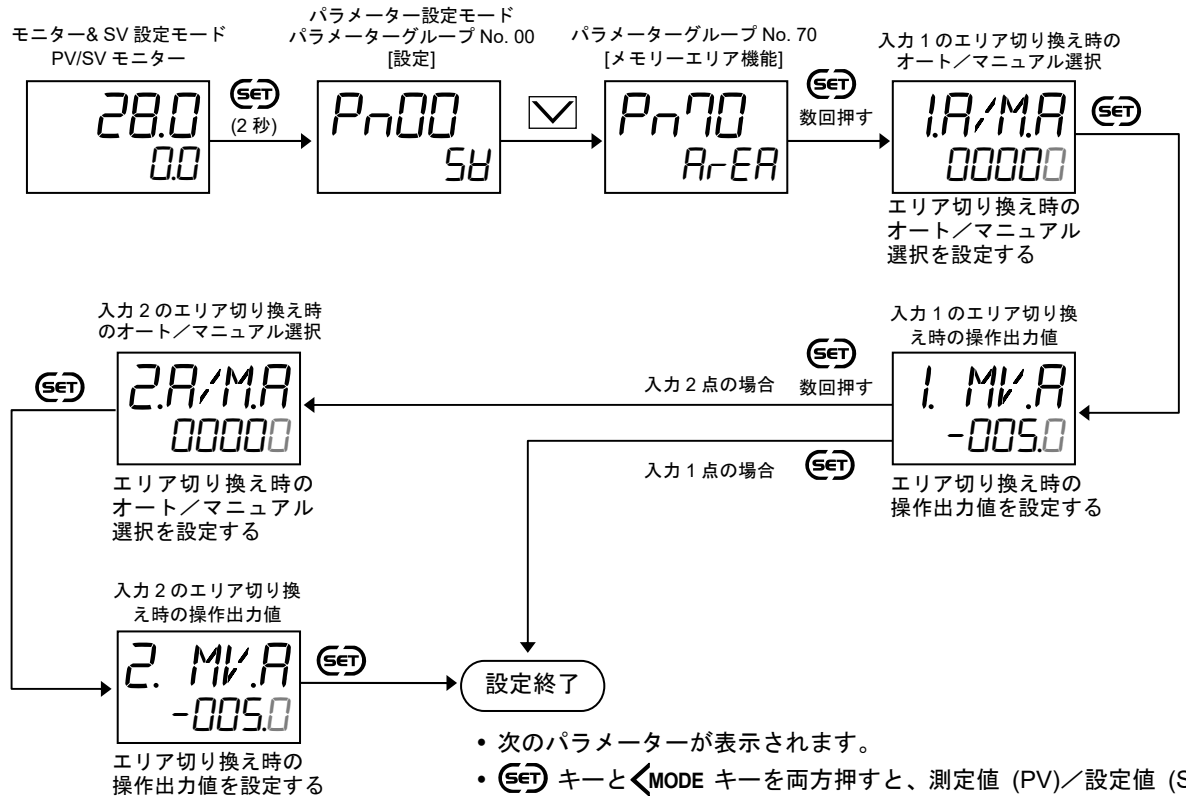 モニター& SV 設定モード
PV/SV モニター
28.0
0.0
SET
(2 秒)
パラメーター設定モード
パラメーターグループ No. 00
[設定]
Pn00
SV
パラメーターグループ No. 70
[メモリーエリア機能]
Pn70
ArEA
SET
数回押す
入力 1 のエリア切り換え時の
オート／マニュアル選択
1.A/M.A
00000
SET
エリア切り換え時の
オート／マニュアル
選択を設定する
入力 1 のエリア切り換
え時の操作出力値
1. MV.A
-005.0
エリア切り換え時の
操作出力値を設定する
SET
入力 2 点の場合
数回押す
入力 1 点の場合
SET
入力 2 のエリア切り換え時
のオート／マニュアル選択
SET
2.A/M.A
00000
エリア切り換え時の
オート／マニュアル
選択を設定する
入力 2 のエリア切り換
え時の操作出力値
2. MV.A
-005.0
SET
エリア切り換え時の
操作出力値を設定する
設定終了
• 次のパラメーターが表示されます。
• SET キーと<MODE キーを両方押すと、測定値 (PV)／設定値 (S